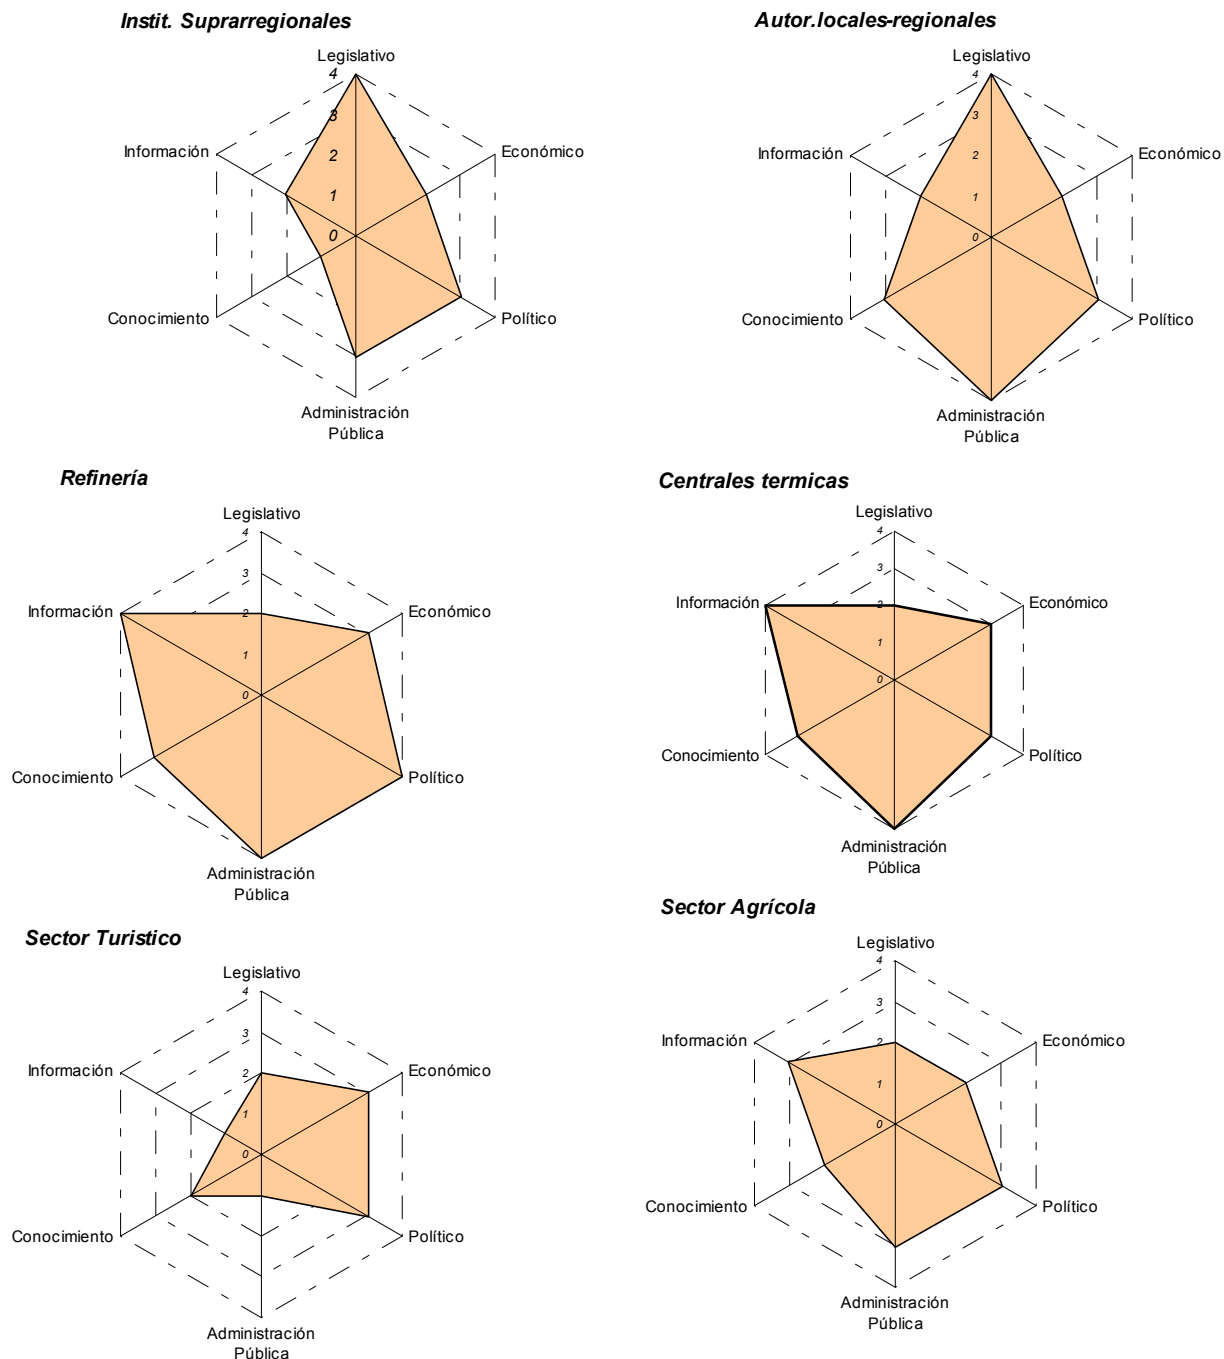 Instit. Suprarregionales
Legislativo
4
3
2
1
0
Información
Económico
Conocimiento
Político
Administración
Pública
Autor.locales-regionales
Legislativo
4
3
2
1
0
Información
Económico
Conocimiento
Político
Administración
Pública
Refinería
Legislativo
4
3
2
1
0
Información
Económico
Conocimiento
Político
Administración
Pública
Centrales termicas
Legislativo
4
3
2
1
0
Información
Económico
Conocimiento
Político
Administración
Pública
Sector Turistico
Legislativo
4
3
2
1
0
Información
Económico
Conocimiento
Político
Administración
Pública
Sector Agrícola
Legislativo
4
3
2
1
0
Información
Económico
Conocimiento
Político
Administración
Pública